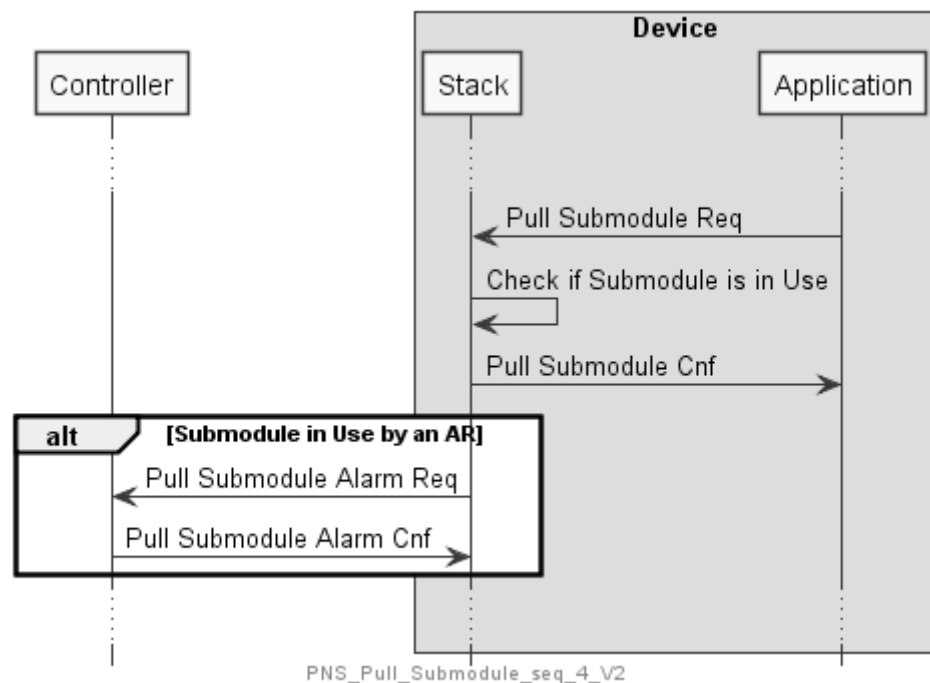 Device
Controller
Stack
Application
Pull Submodule Req
Check if Submodule is in Use
Pull Submodule Cnf
alt
[Submodule in Use by an AR]
Pull Submodule Alarm Req
Pull Submodule Alarm Cnf
PNS_Pull_Submodule_seq_4_V2